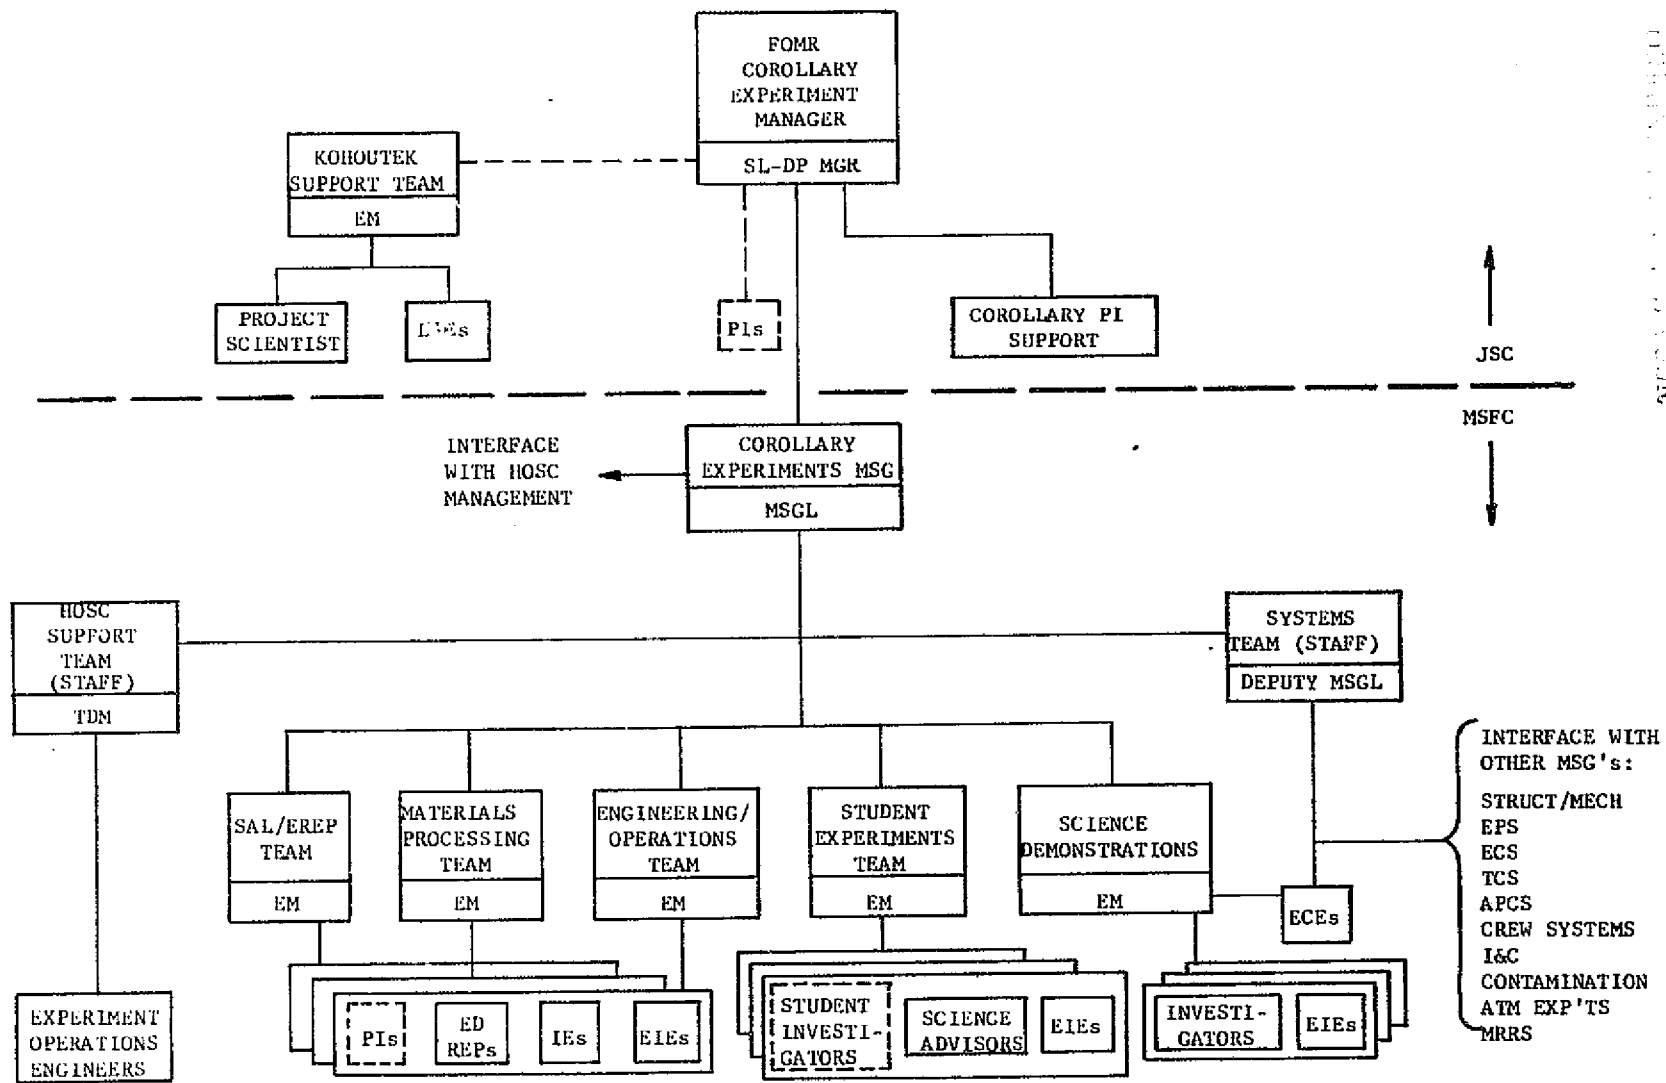 FOMR
COROLLARY
EXPERIMENT
MANAGER
SL-DP MGR
KOHOUTEK
SUPPORT TEAM
EM
PROJECT
SCIENTIST
PIs
COROLLARY PI
SUPPORT
JSC
MSFC
INTERFACE
WITH HOSC
MANAGEMENT
COROLLARY
EXPERIMENTS MSG
MSGL
HOSC
SUPPORT
TEAM
(STAFF)
TDM
SYSTEMS
TEAM (STAFF)
DEPUTY MSGL
SAL/EREP
TEAM
EM
MATERIALS
PROCESSING
TEAM
EM
ENGINEERING/
OPERATIONS
TEAM
EM
STUDENT
EXPERIMENTS
TEAM
EM
SCIENCE
DEMONSTRATIONS
EM
ECEs
INTERFACE WITH
OTHER MSG's:
STRUCT/MECH
EPS
ECS
TCS
APCS
CREW SYSTEMS
I&C
CONTAMINATION
ATM EXP'TS
MRRS
EXPERIMENT
OPERATIONS
ENGINEERS
PIs
ED
REPs
IEs
EIEs
STUDENT
INVESTI-
GATORS
SCIENCE
ADVISORS
EIEs
INVESTI-
GATORS
EIEs